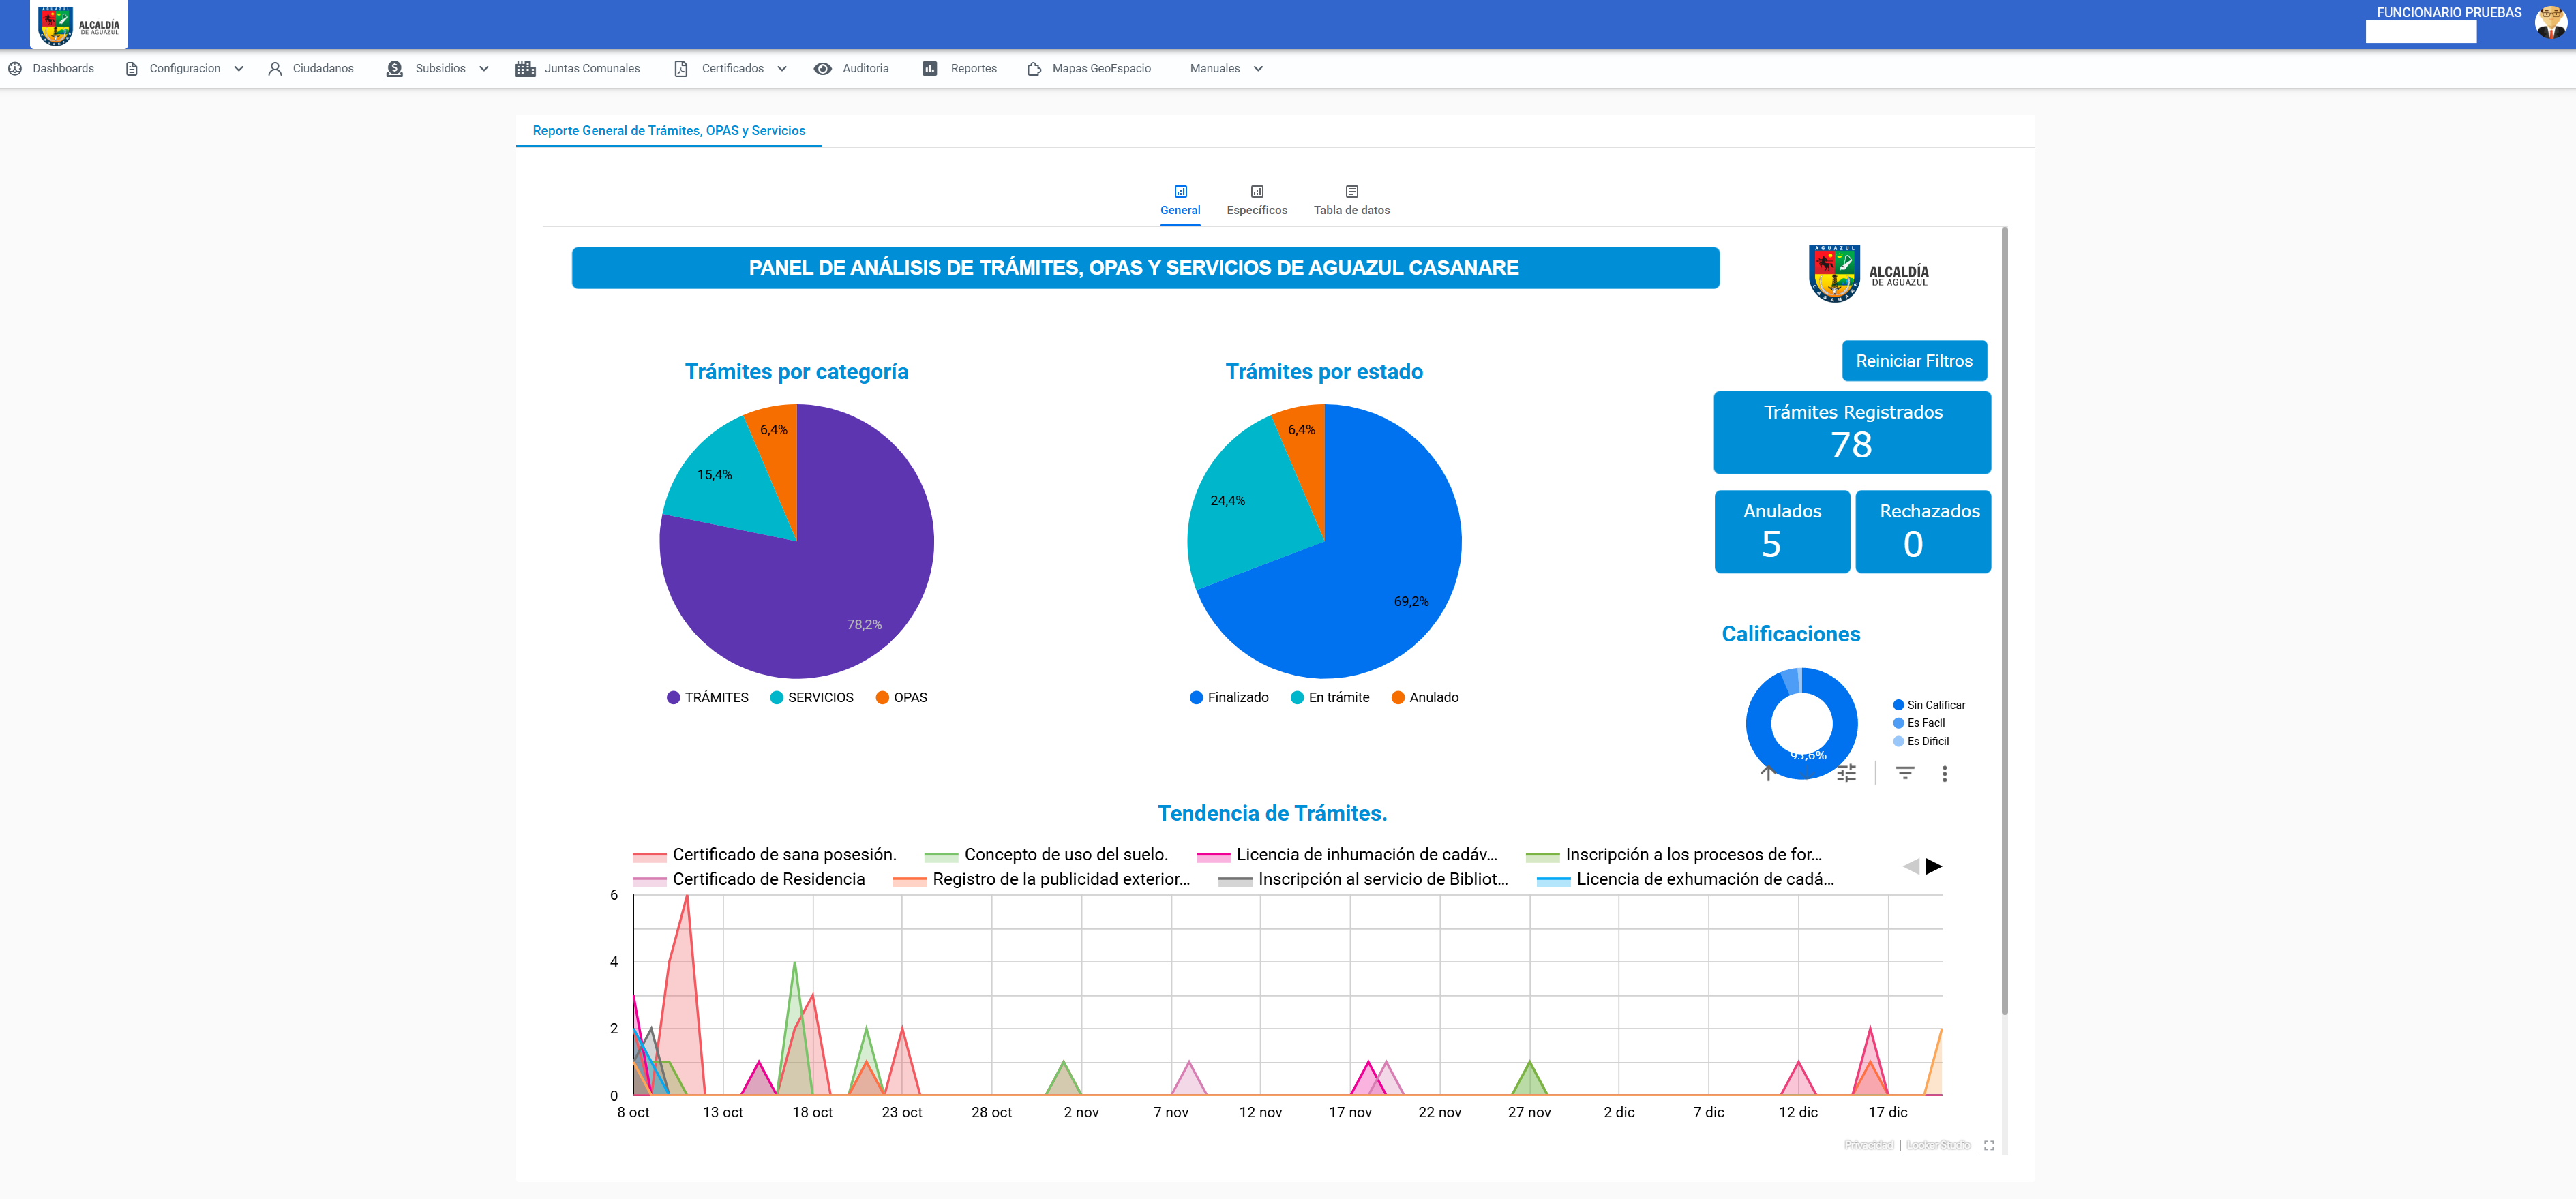 AGUAZUL
ALCALDÍA
DE AGUAZUL
FUNCIONARIO PRUEBAS
Dashboards
Configuracion
Ciudadanos
Subsidios
Juntas Comunales
Certificados
Auditoria
Reportes
Mapas GeoEspacio
Manuales
Reporte General de Trámites, OPAS y Servicios
General
Específicos
Tabla de datos
PANEL DE ANÁLISIS DE TRÁMITES, OPAS Y SERVICIOS DE AGUAZUL CASANARE
AGUAZUL
CASANARE
ALCALDÍA
DE AGUAZUL
Reiniciar Filtros
Trámites por categoría
6,4%
15,4%
78,2%
TRÁMITES
SERVICIOS
OPAS
Trámites por estado
6,4%
24,4%
69,2%
Finalizado
En trámite
Anulado
Trámites Registrados
78
Anulados
5
Rechazados
0
Calificaciones
93,6%
Sin Calificar
Es Facil
Es Dificil
Tendencia de Trámites.
Certificado de sana posesión.
Concepto de uso del suelo.
Licencia de inhumación de cadáv...
Inscripción a los procesos de for...
Certificado de Residencia
Registro de la publicidad exterior...
Inscripción al servicio de Bibliot...
Licencia de exhumación de cadá...
6
4
2
0
8 oct
13 oct
18 oct
23 oct
28 oct
2 nov
7 nov
12 nov
17 nov
22 nov
27 nov
2 dic
7 dic
12 dic
17 dic
Privacidad
Looker Studio